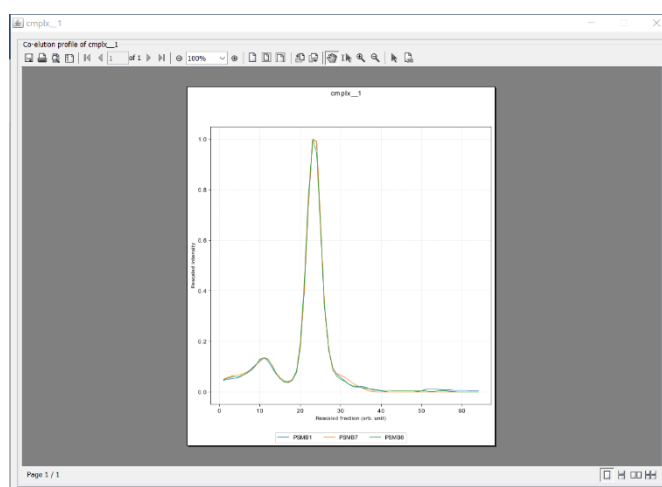 cmplx__1
Co-elution profile of cmplx__1
1 of 1 100%
cmplx__1
1.0
0.8
0.6
0.4
0.2
0.0
Rescaled intensity
0 10 20 30 40 50 60
Rescaled fraction (arb. unit)
PSMB1 PSMB7 PSMB6
Page 1 / 1